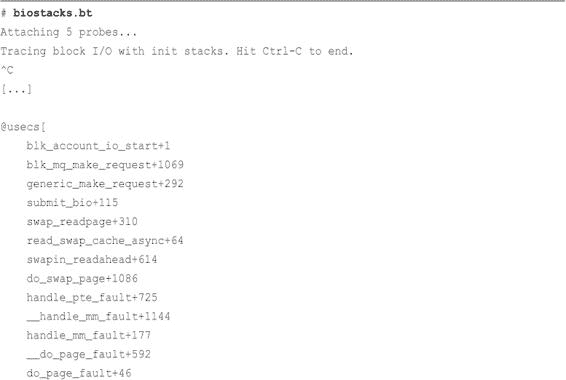 # biostacks.bt
Attaching 5 probes...
Tracing block I/O with init stacks. Hit Ctrl-C to end.
^C
[...]
@usecs[
    blk_account_io_start+1
    blk_mq_make_request+1069
    generic_make_request+292
    submit_bio+115
    swap_readpage+310
    read_swap_cache_async+64
    swapin_readahead+614
    do_swap_page+1086
    handle_pte_fault+725
    __handle_mm_fault+1144
    handle_mm_fault+177
    __do_page_fault+592
    do_page_fault+46